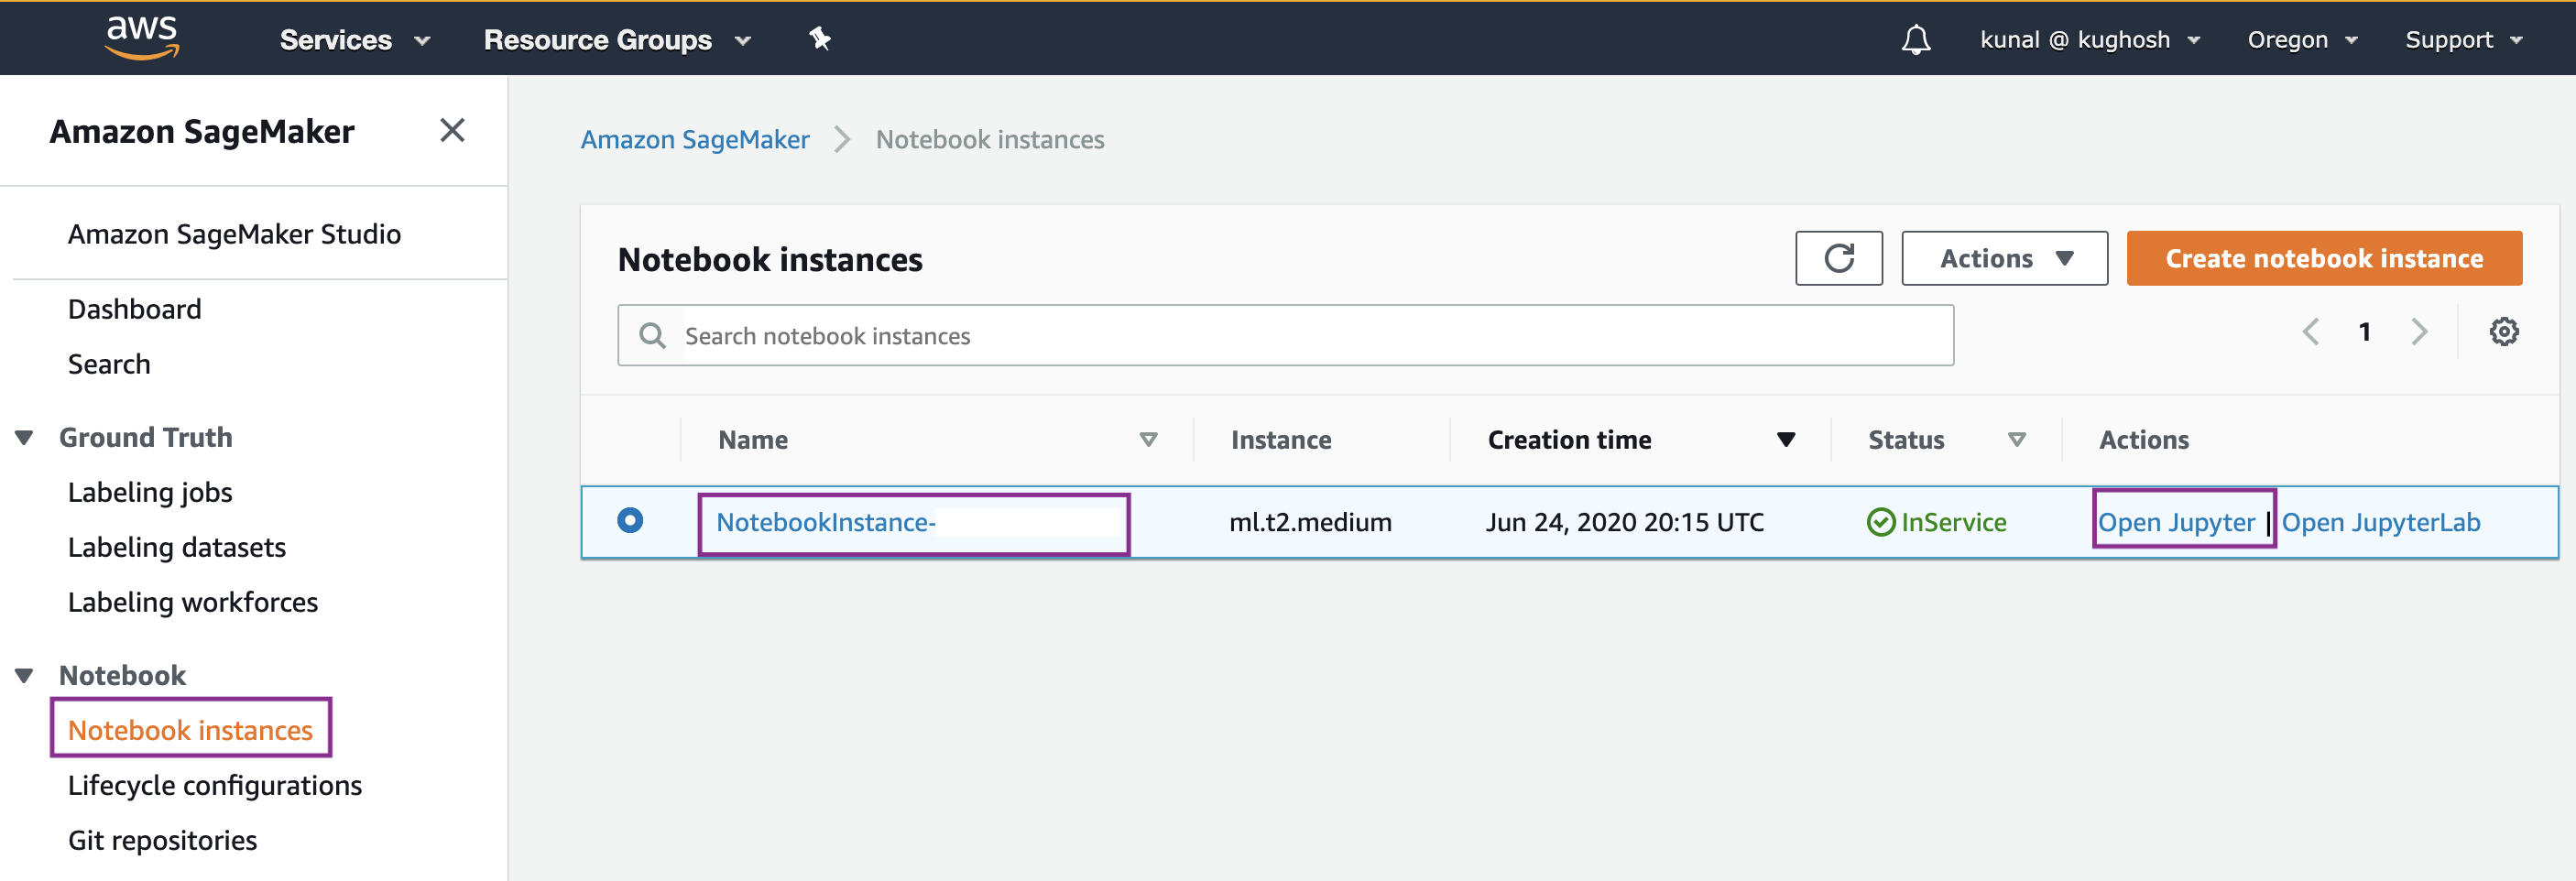 aws Services Resource Groups kunal @ kughosh Oregon Support
Amazon SageMaker
Amazon SageMaker Studio
Dashboard
Search
Ground Truth
Labeling jobs
Labeling datasets
Labeling workforces
Notebook
Notebook instances
Lifecycle configurations
Git repositories
Amazon SageMaker > Notebook instances
Notebook instances
Actions
Create notebook instance
Search notebook instances
1
Name Instance Creation time Status Actions
NotebookInstance- ml.t2.medium Jun 24, 2020 20:15 UTC InService Open Jupyter | Open JupyterLab